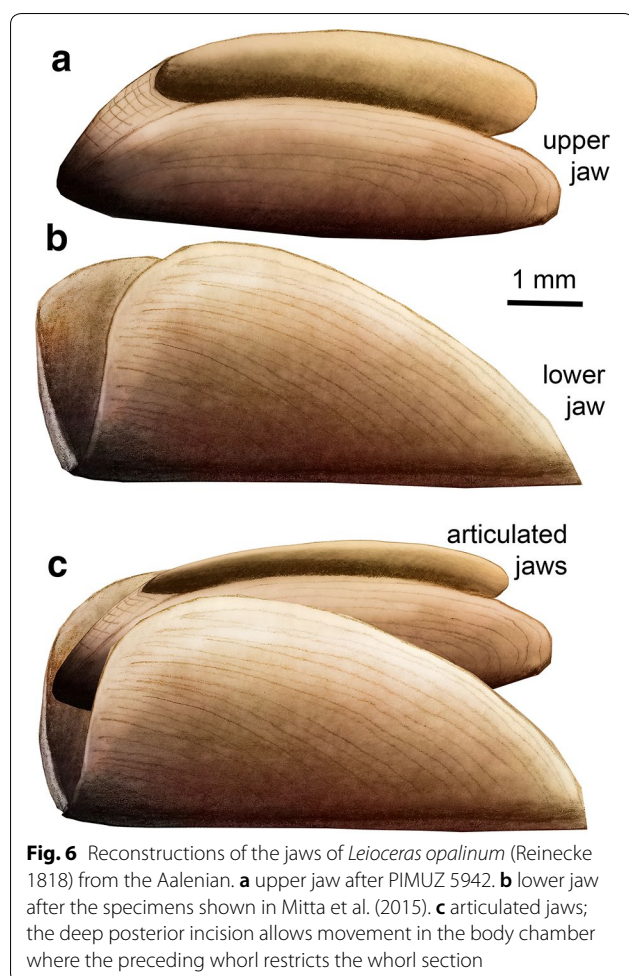 a
upper
jaw
b
1 mm
lower
jaw
articulated
jaws
c
Fig. 6 Reconstructions of the jaws of Leioceras opalinum (Reinecke
1818) from the Aalenian. a upper jaw after PIMUZ 5942. b lower jaw
after the specimens shown in Mitta et al. (2015). c articulated jaws;
the deep posterior incision allows movement in the body chamber
where the preceding whorl restricts the whorl section